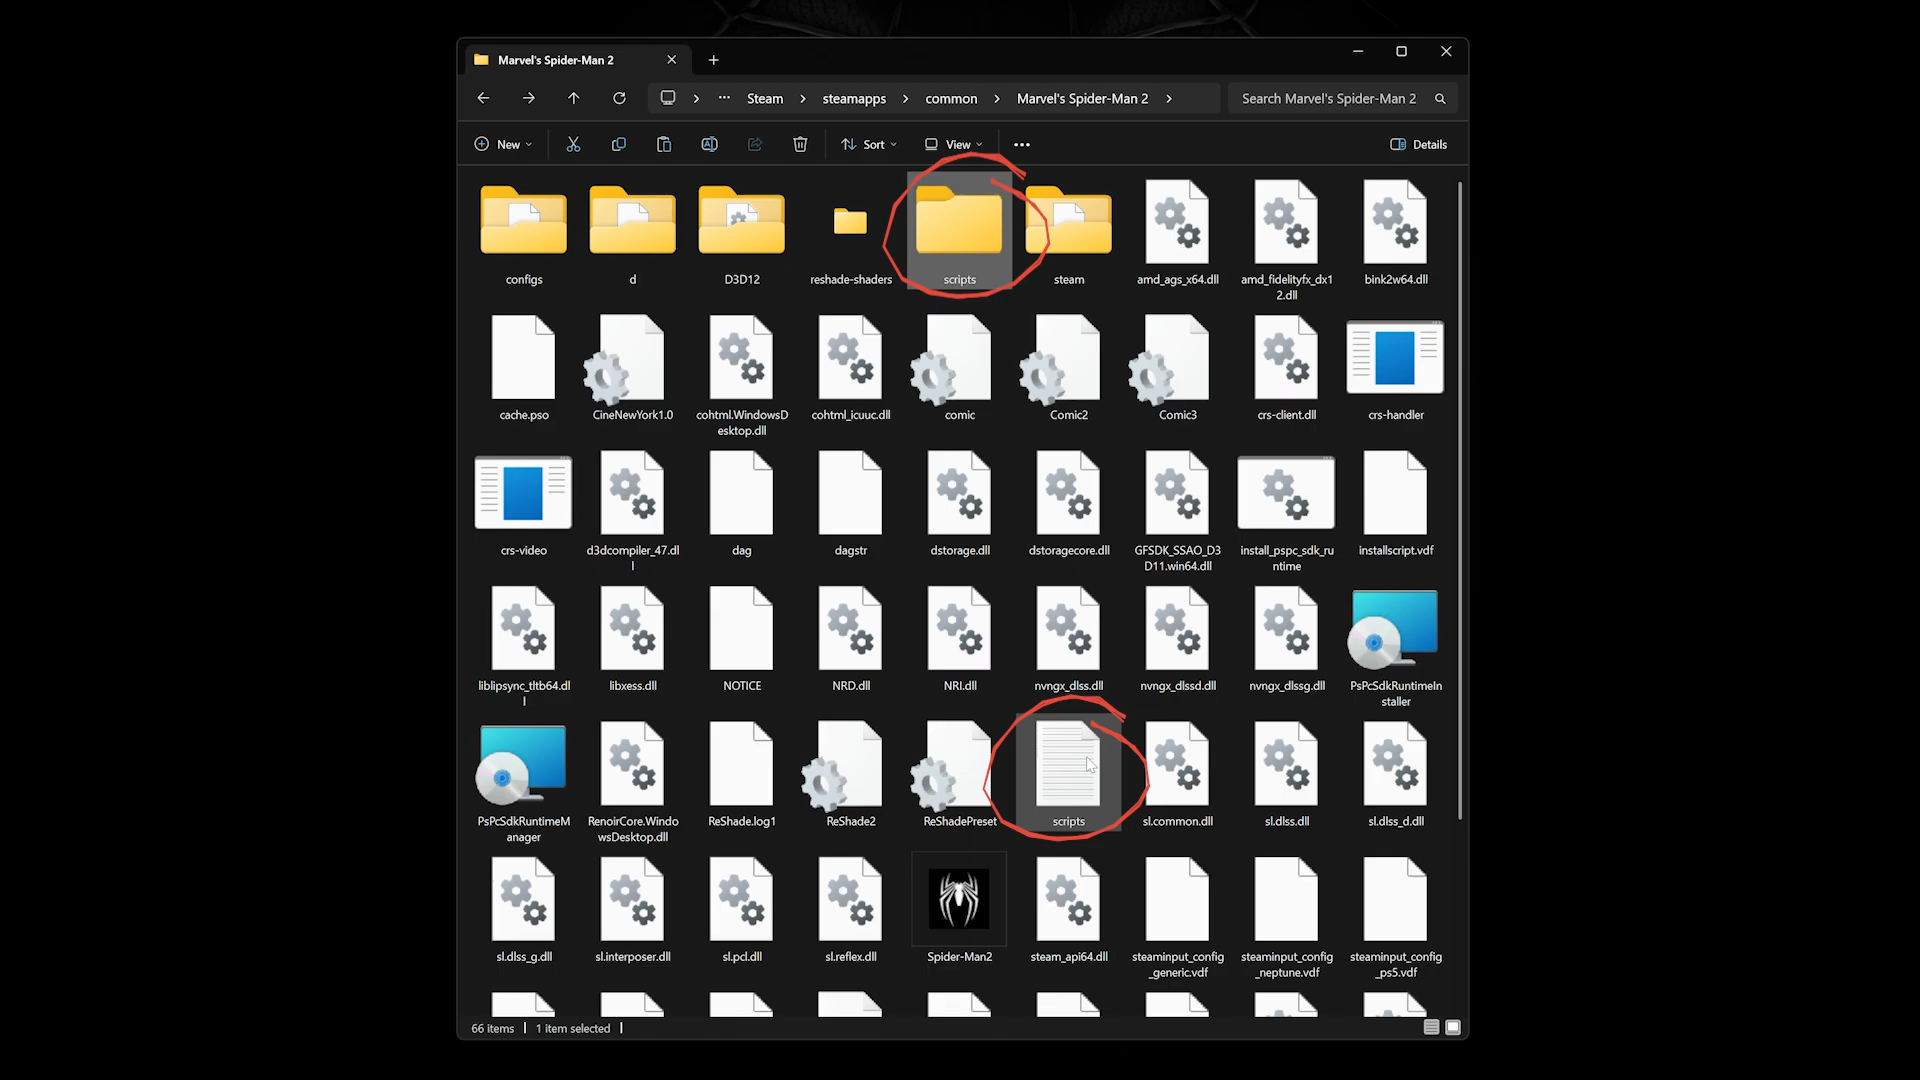 Marvel's Spider-Man 2
Steam
steamapps
common
Marvel's Spider-Man 2
Search Marvel's Spider-Man 2
New
Sort
View
Details
configs
d
D3D12
reshade-shaders
scripts
steam
amd_ags_x64.dll
amd_fidelityfx_dx1
2.dll
bink2w64.dll
cache.pso
CineNewYork1.0
cohtml.WindowsD
esktop.dll
cohtml_icuuc.dll
comic
Comic2
Comic3
crs-client.dll
crs-handler
crs-video
d3dcompiler_47.dl
l
dag
dagstr
dstorage.dll
dstoragecore.dll
GFSDK_SSAO_D3
D11.win64.dll
install_pspc_sdk_ru
ntime
installscript.vdf
liblipsync_tltb64.dl
l
libxess.dll
NOTICE
NRD.dll
NRI.dll
nvngx_dlss.dll
nvngx_dlssd.dll
nvngx_dlssg.dll
PsPcSdkRuntimeIn
staller
PsPcSdkRuntimeM
anager
RenoirCore.Windo
wsDesktop.dll
ReShade.log1
ReShade2
ReShadePreset
scripts
sl.common.dll
sl.dlss.dll
sl.dlss_d.dll
sl.dlss_g.dll
sl.interposer.dll
sl.pcl.dll
sl.reflex.dll
Spider-Man2
steam_api64.dll
steaminput_config
_generic.vdf
steaminput_config
_neptune.vdf
steaminput_config
_ps5.vdf
66 items
1 item selected